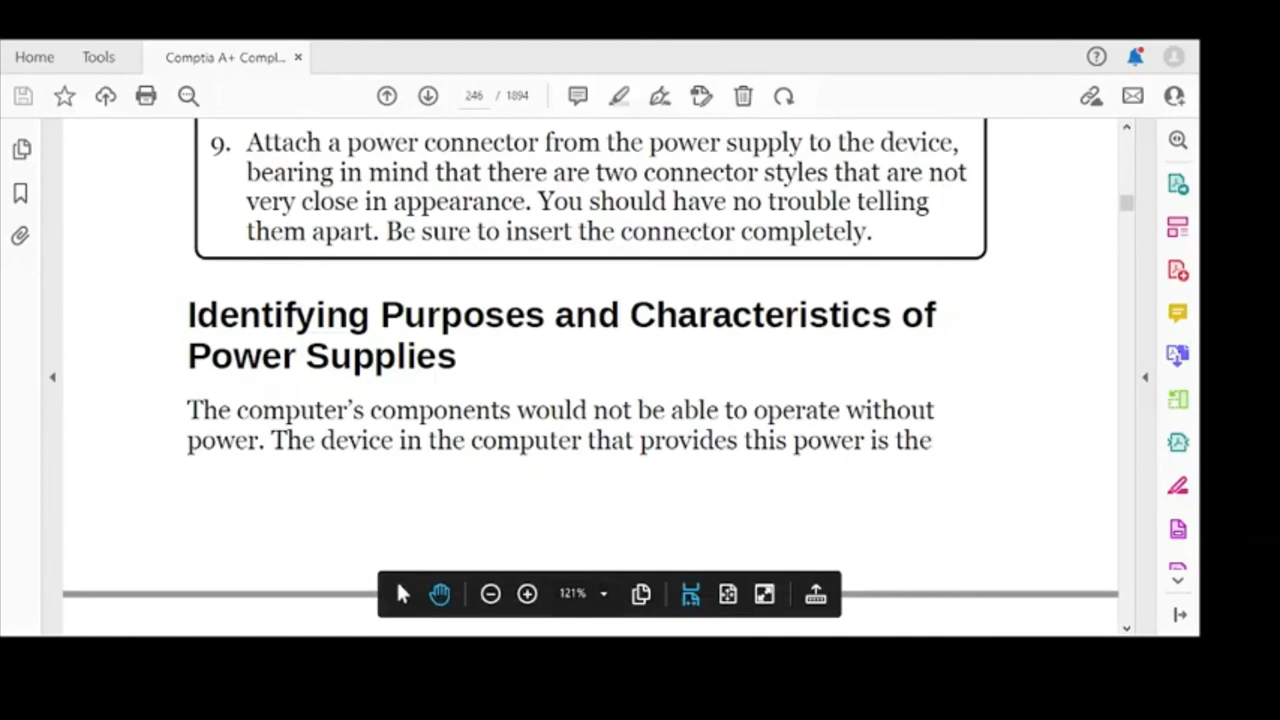 Home Tools Comptia A+ Compl...
246 / 1894
9. Attach a power connector from the power supply to the device,
bearing in mind that there are two connector styles that are not
very close in appearance. You should have no trouble telling
them apart. Be sure to insert the connector completely.
Identifying Purposes and Characteristics of
Power Supplies
The computer’s components would not be able to operate without
power. The device in the computer that provides this power is the
121%